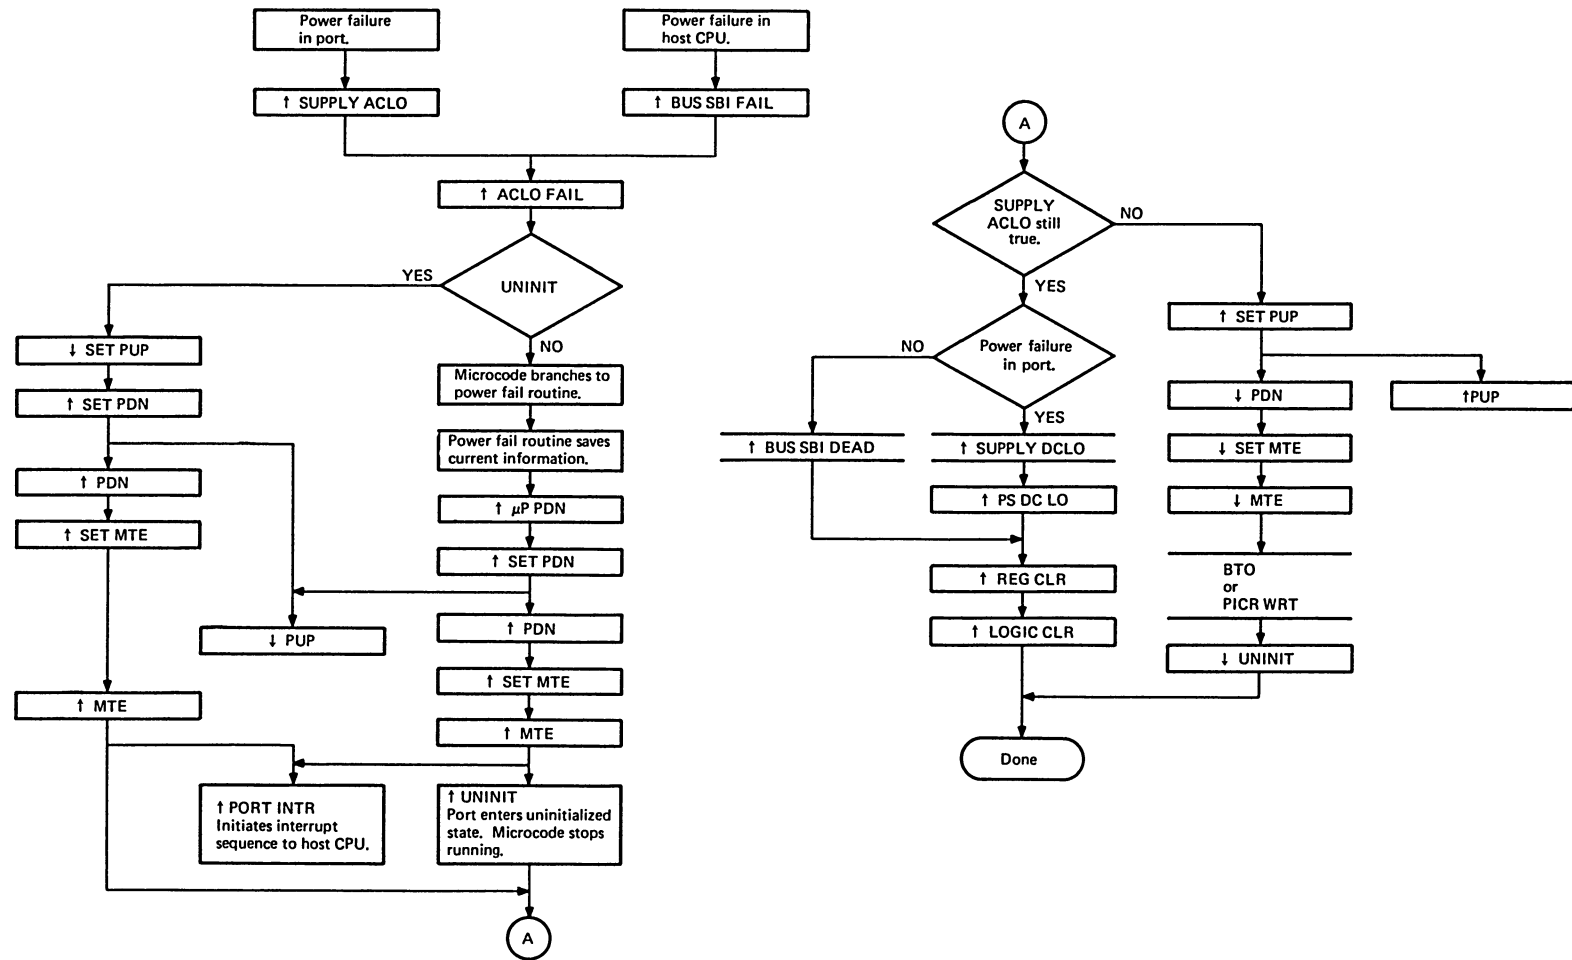 Power failure
in port.
Power failure in
host CPU.
↑ SUPPLY ACLO
↑ BUS SBI FAIL
↑ ACLO FAIL
UNINIT
YES
NO
↓ SET PUP
↑ SET PDN
↑ PDN
↑ SET MTE
↓ PUP
↑ MTE
Microcode branches to
power fail routine.
Power fail routine saves
current information.
↑ µP PDN
↑ SET PDN
↑ PDN
↑ SET MTE
↑ MTE
↑ PORT INTR
Initiates interrupt
sequence to host CPU.
↑ UNINIT
Port enters uninitialized
state. Microcode stops
running.
A
A
SUPPLY
ACLO still
true.
NO
YES
Power failure
in port.
NO
YES
↑ BUS SBI DEAD
↑ SUPPLY DCLO
↑ PS DC LO
↑ REG CLR
↑ LOGIC CLR
↑ SET PUP
↓ PDN
↑PUP
↓ SET MTE
↓ MTE
BTO
or
PICR WRT
↓ UNINIT
Done